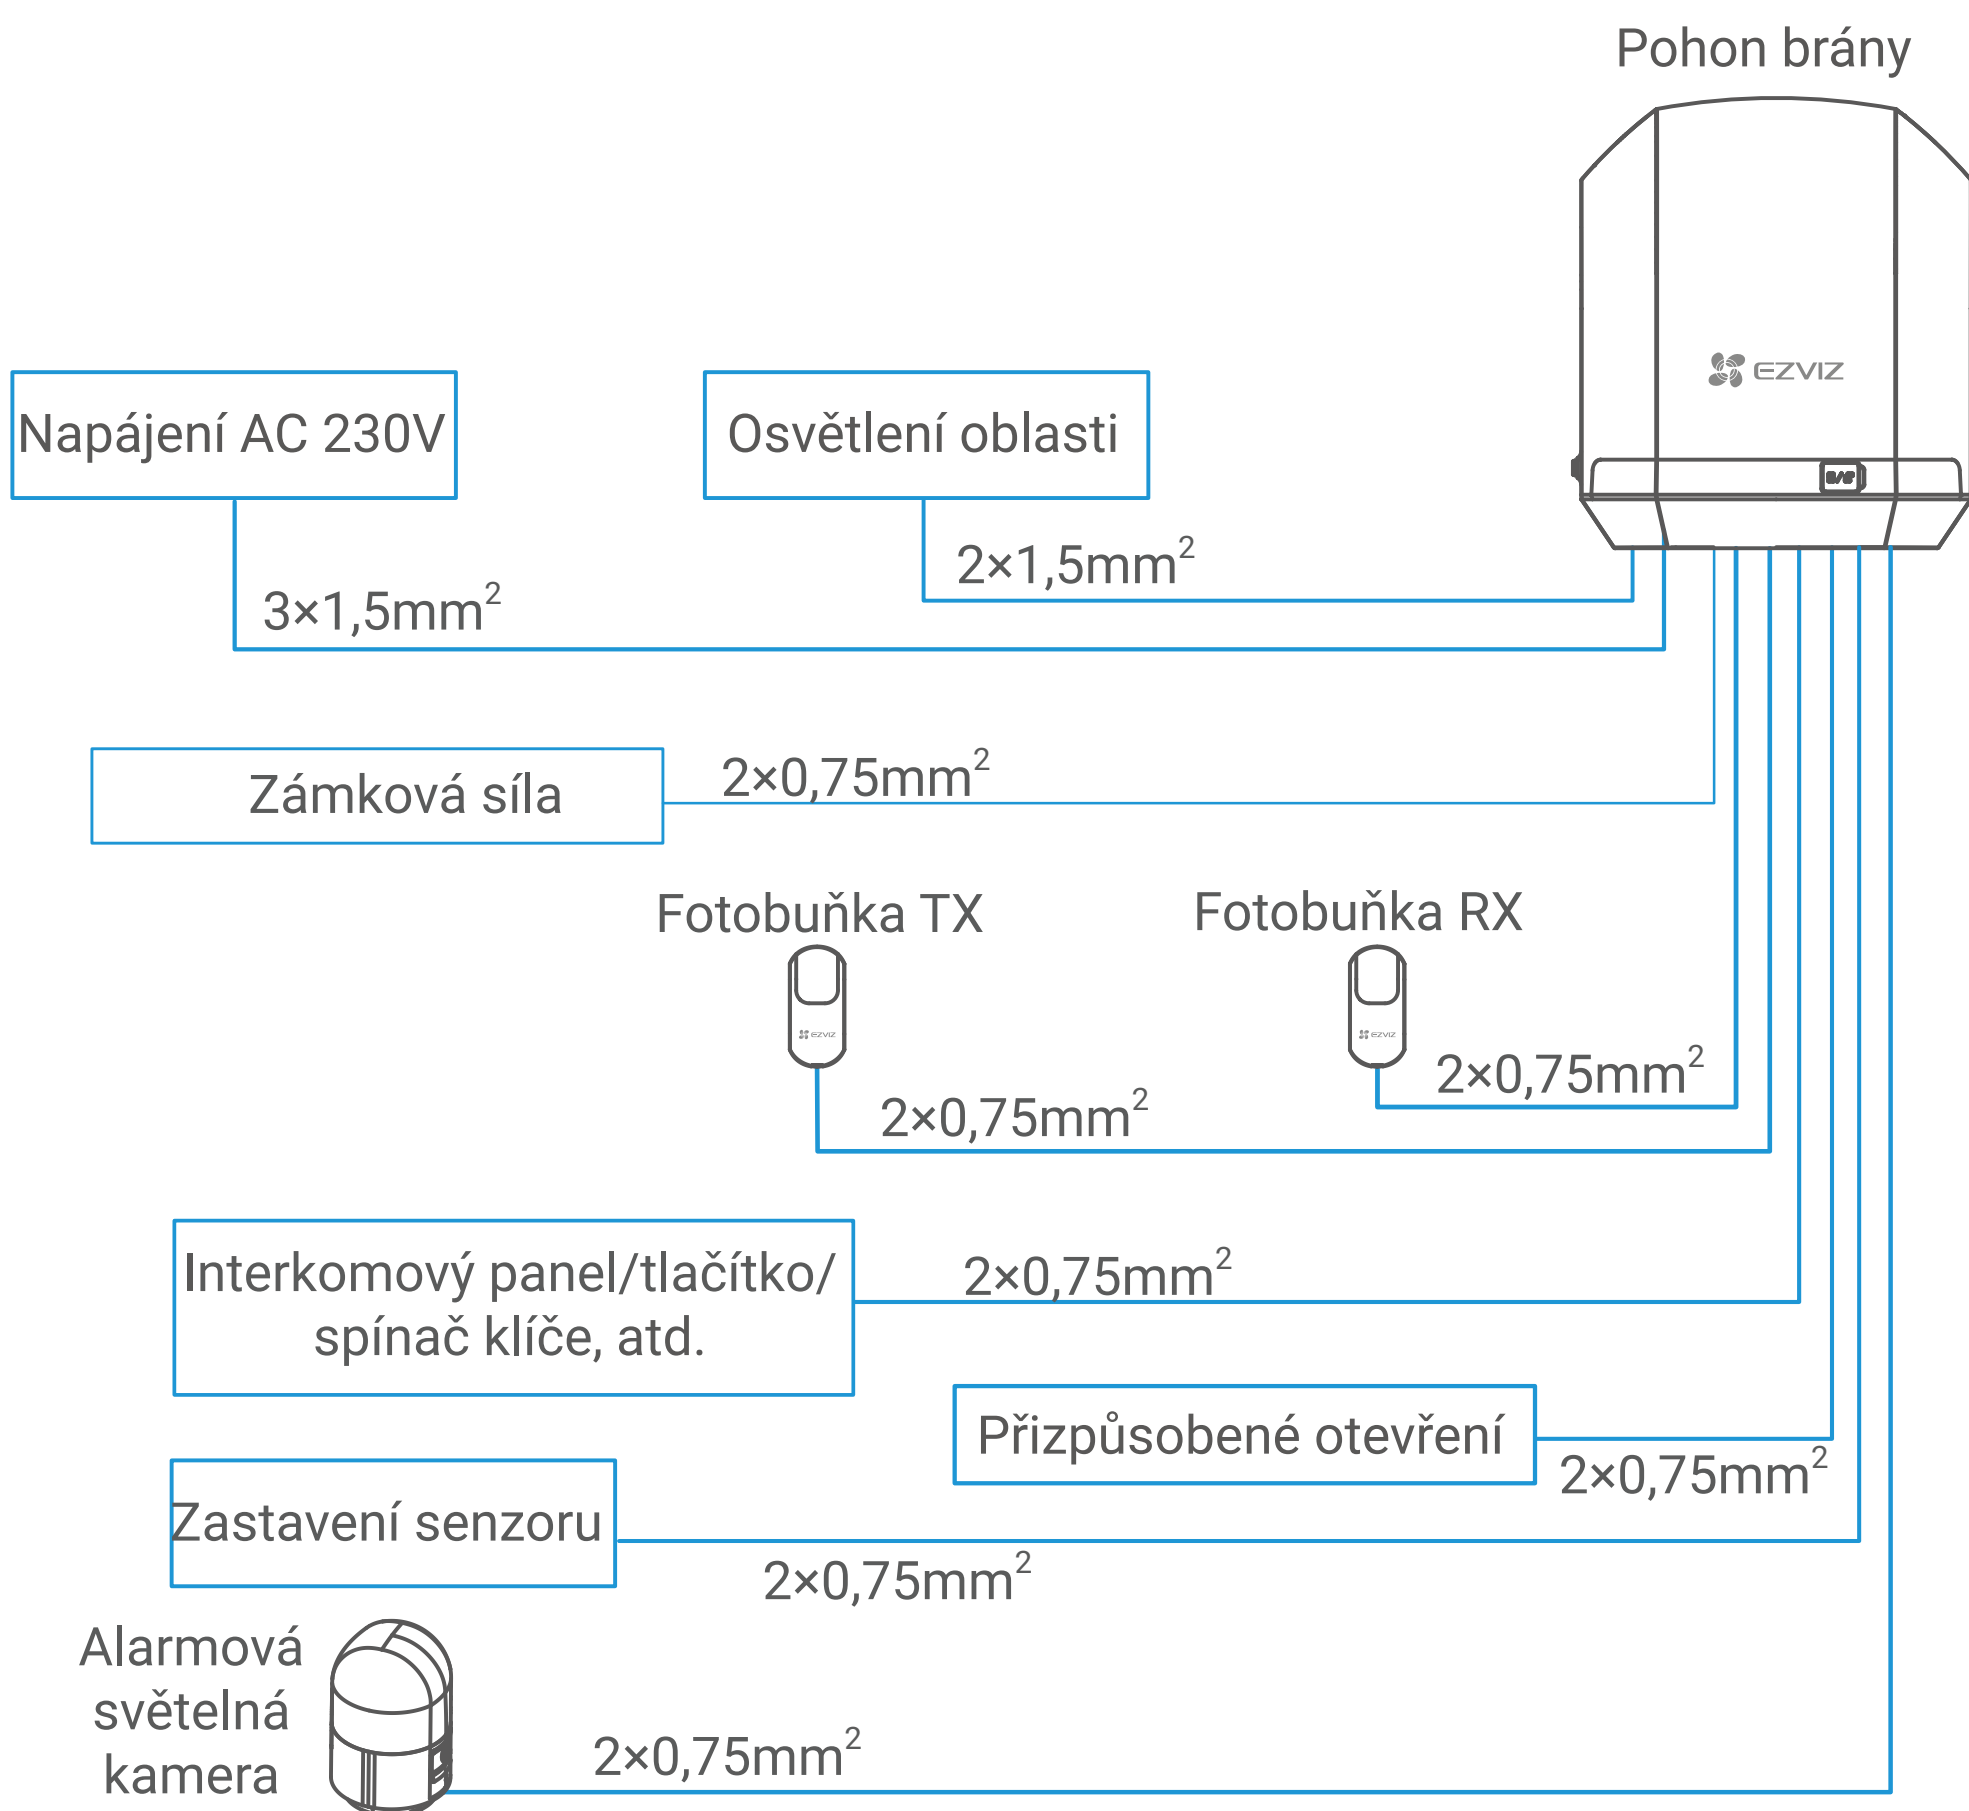 Pohon brány
EZVIZ
Napájení AC 230V
Osvětlení oblasti
2×1,5mm²
3×1,5mm²
Zámková síla
2×0,75mm²
Fotobuňka TX
Fotobuňka RX
EZVIZ
EZVIZ
2×0,75mm²
2×0,75mm²
Interkomový panel/tlačítko/
spínač klíče, atd.
2×0,75mm²
Přizpůsobené otevření
2×0,75mm²
Zastavení senzoru
2×0,75mm²
Alarmová
světelná
kamera
2×0,75mm²